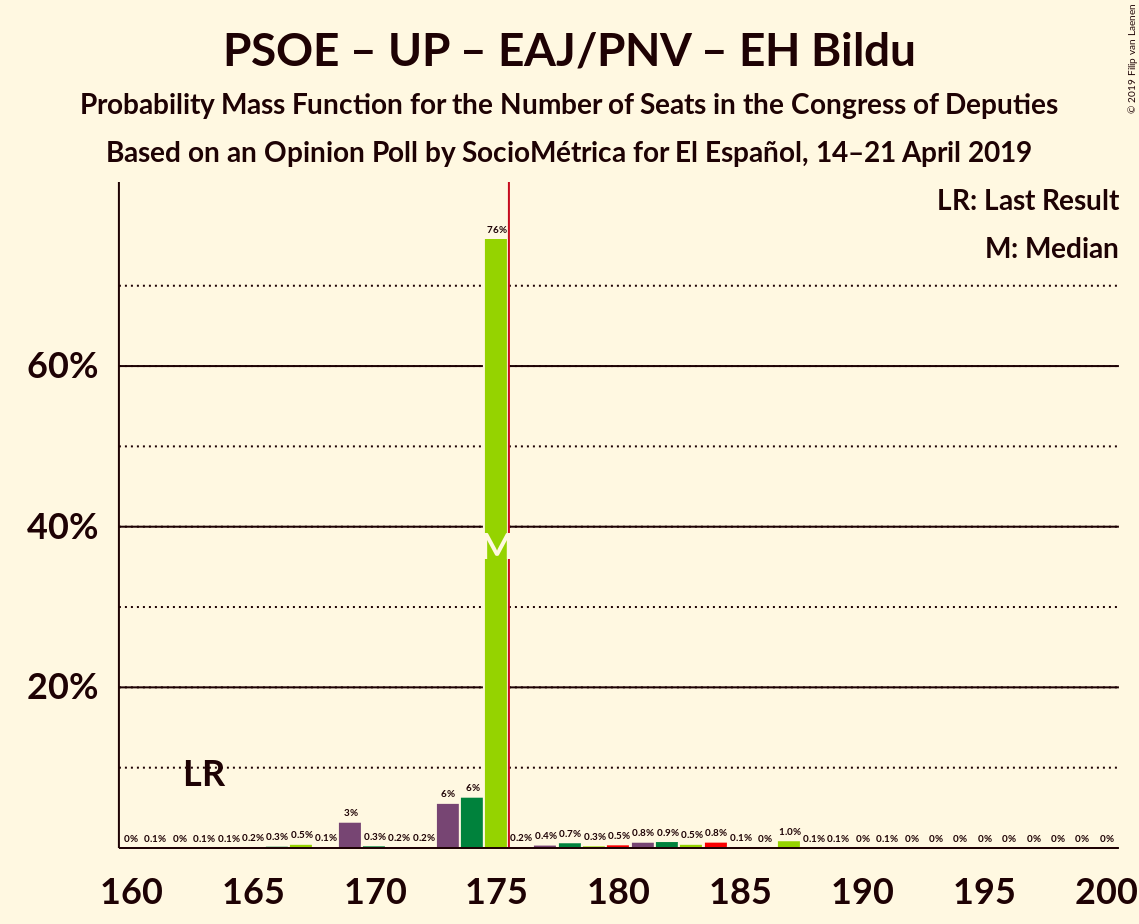 PSOE – UP – EAJ/PNV – EH Bildu
Probability Mass Function for the Number of Seats in the Congress of Deputies
Based on an Opinion Poll by SocioMétrica for El Español, 14–21 April 2019
© 2019 Filip van Laenen
LR: Last Result
M: Median
76%
60%
40%
M
20%
LR
0% 0.1% 0% 0.1% 0.1% 0.2% 0.3% 0.5% 0.1% 3% 0.3% 0.2% 0.2% 6% 6% 0.2% 0.4% 0.7% 0.3% 0.5% 0.8% 0.9% 0.5% 0.8% 0.1% 0% 1.0% 0.1% 0.1% 0% 0.1% 0% 0% 0% 0% 0% 0% 0% 0% 0%
160 165 170 175 180 185 190 195 200